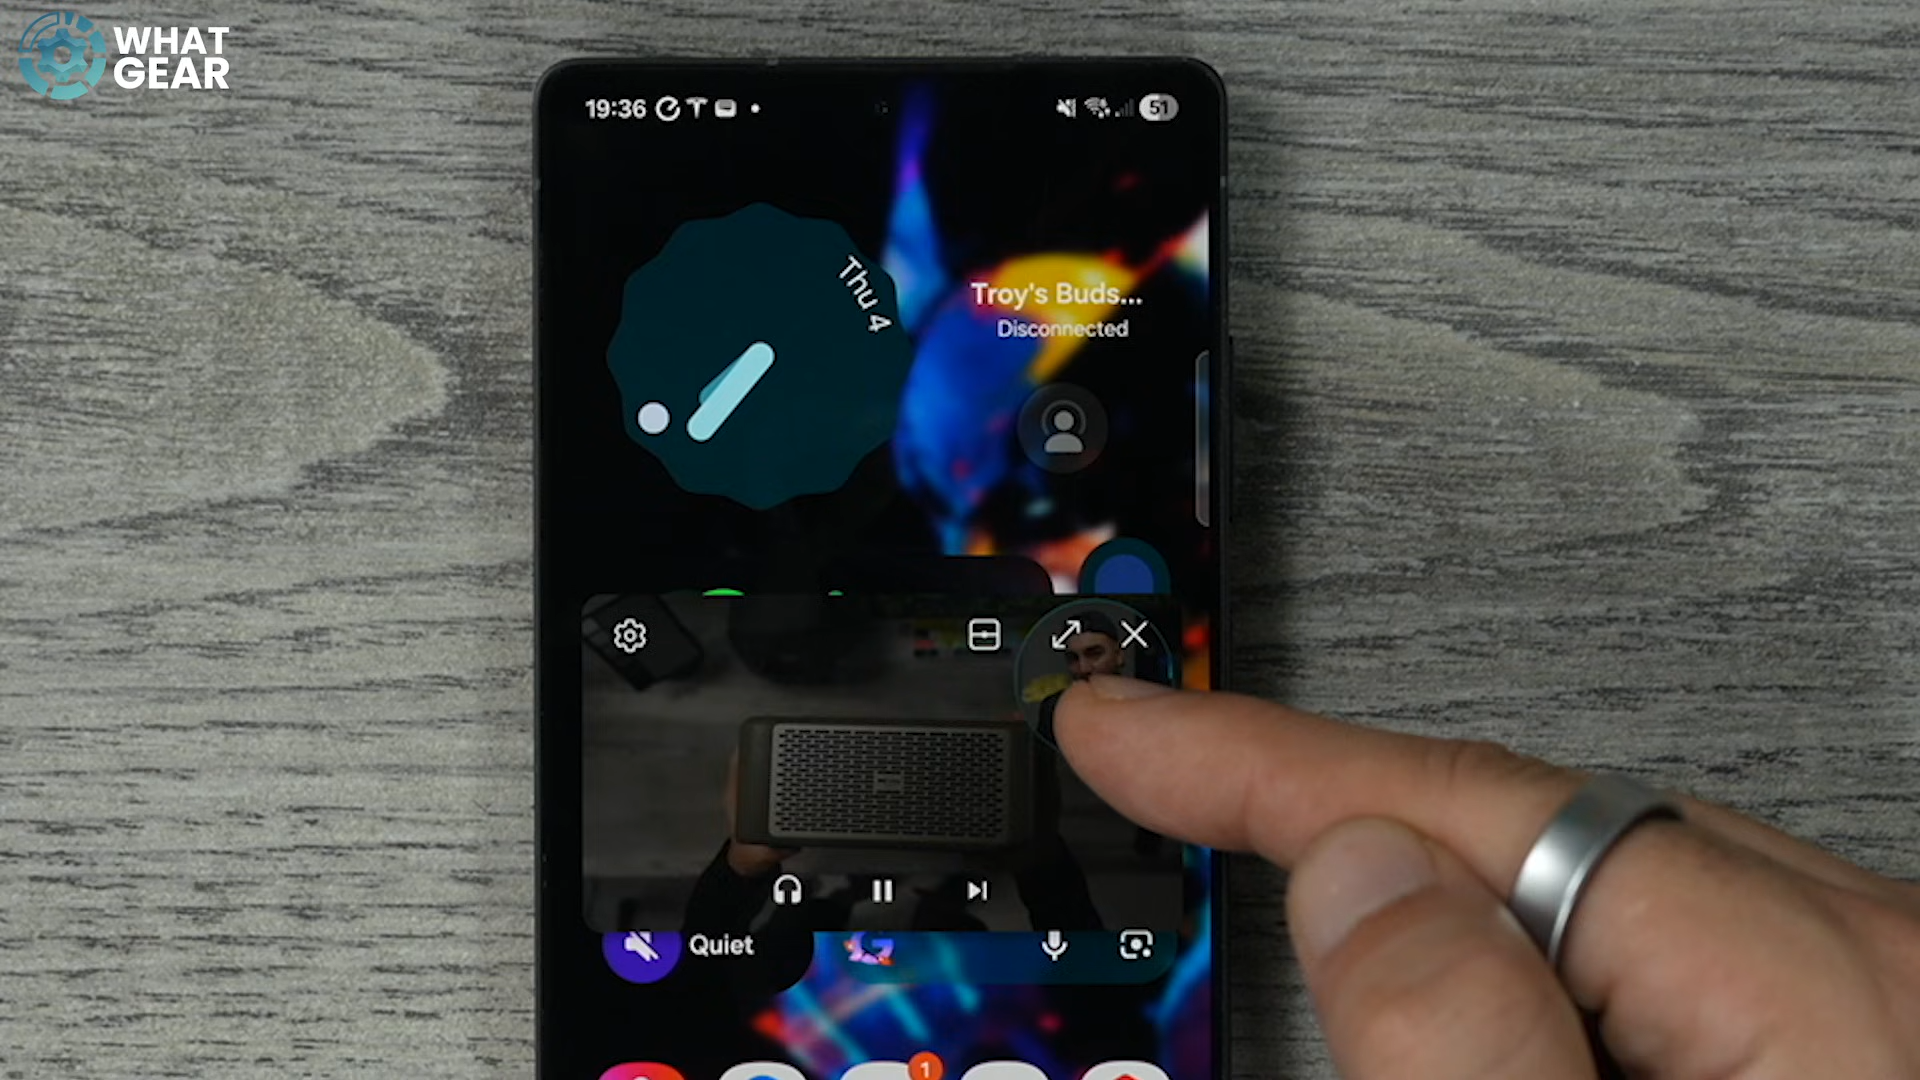 WHAT
GEAR
19:36
51
Thu 4
Troy's Buds...
Disconnected
Quiet
1